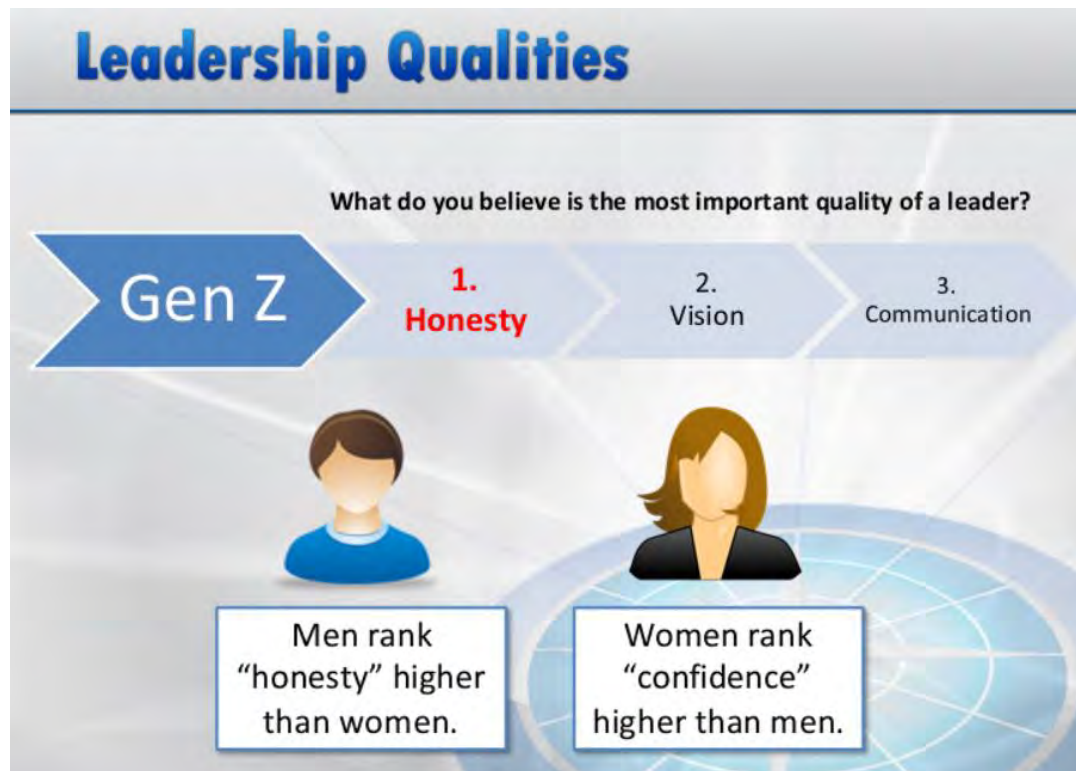 Leadership Qualities
What do you believe is the most important quality of a leader?
Gen Z
1.
Honesty
2.
Vision
3.
Communication
Men rank
“honesty” higher
than women.
Women rank
“confidence”
higher than men.